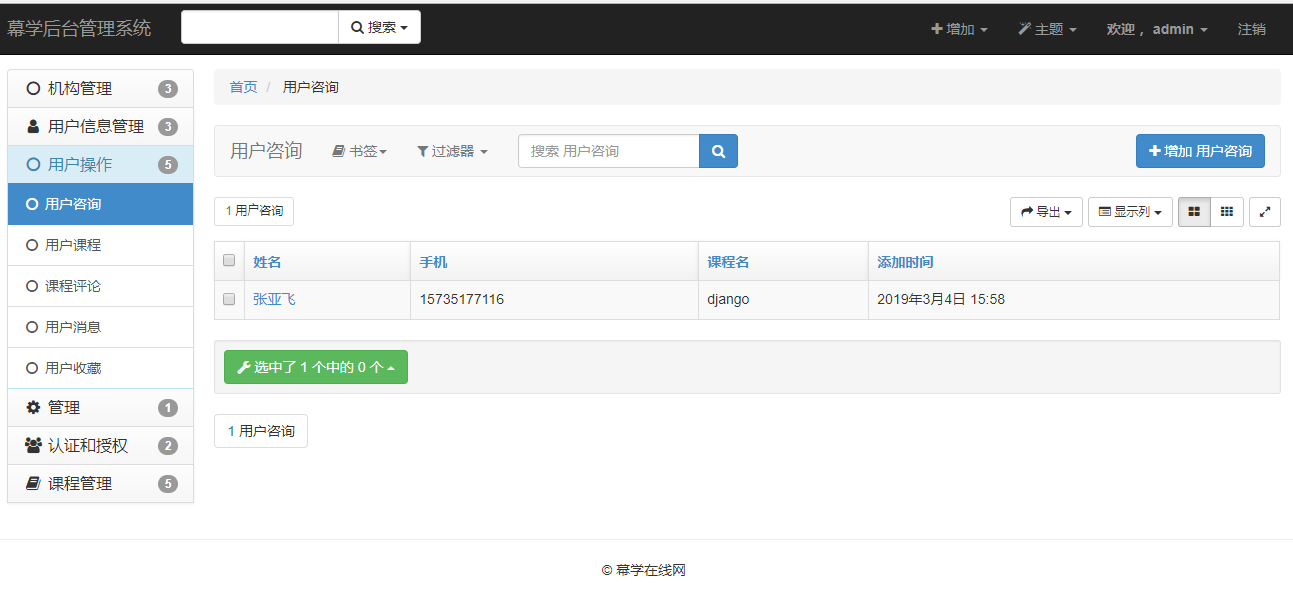 幕学后台管理系统 搜索 增加 主题 欢迎， admin 注销
机构管理 3
用户信息管理 3
用户操作 5
用户咨询
用户课程
课程评论
用户消息
用户收藏
管理 1
认证和授权 2
课程管理 5
首页 / 用户咨询
用户咨询 书签 过滤器 搜索 用户咨询 增加 用户咨询
1 用户咨询 导出 显示列
姓名 手机 课程名 添加时间
张亚飞 15735177116 django 2019年3月4日 15:58
选中了 1 个中的 0 个
1 用户咨询
© 幕学在线网